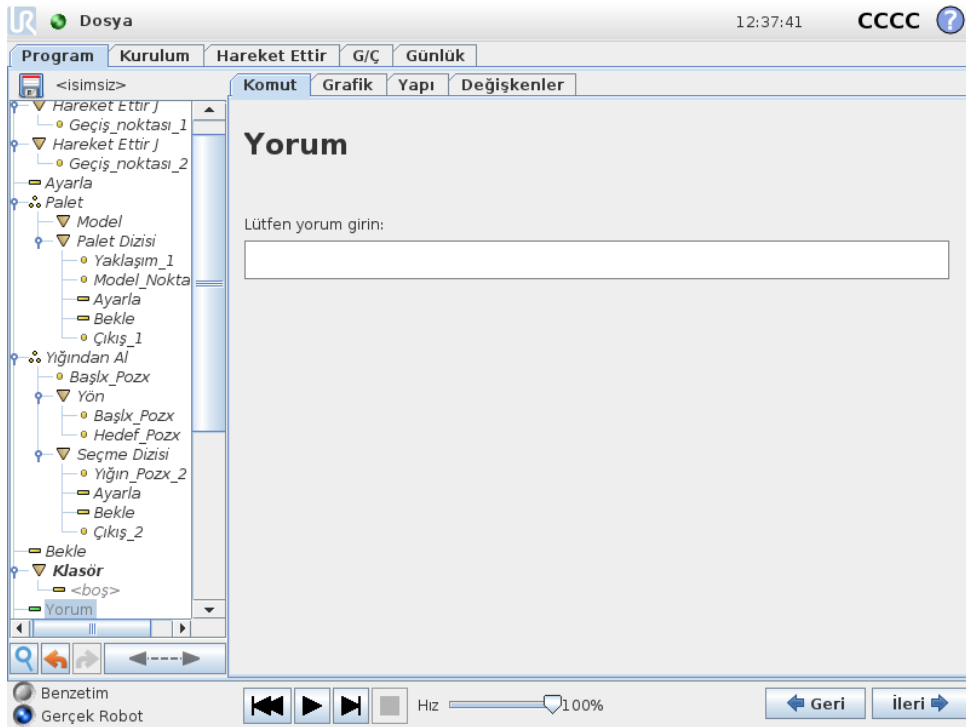 Dosya
12:37:41
CCCC
?
Program
Kurulum
Hareket Ettir
G/Ç
Günlük
<isimsiz>
Komut
Grafik
Yapı
Değişkenler
Hareket Ettir J
Geçiş_noktası_1
Hareket Ettir J
Geçiş_noktası_2
Ayarla
Palet
Model
Palet Dizisi
Yaklaşım_1
Model_Nokta
Ayarla
Bekle
Çıkış_1
Yığından Al
Başlx_Pozx
Yön
Başlx_Pozx
Hedef_Pozx
Seçme Dizisi
Yığın_Pozx_2
Ayarla
Bekle
Çıkış_2
Bekle
Klasör
<boş>
Yorum
Yorum
Lütfen yorum girin:
Benzetim
Gerçek Robot
Hız
100%
Geri
İleri